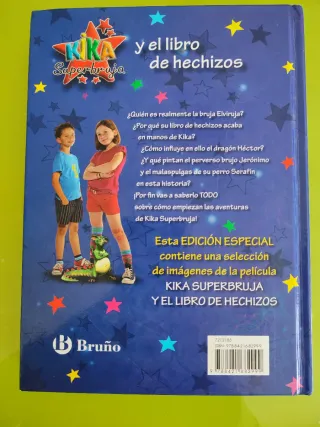 KIKA
Superbruja
y el libro
de hechizos
¿Quién es realmente la bruja Elviruja?
¿Por qué su libro de hechizos acaba
en manos de Kika?
¿Cómo influye en ello el dragón Héctor?
¿Y qué pintan el perverso brujo Jerónimo
y el malaspulgas de su perro Serafín
en esta historia?
¡Por fin vas a saberlo TODO
sobre cómo empiezan las aventuras
de Kika Superbruja!
Esta EDICIÓN ESPECIAL
contiene una selección
de imágenes de la película
KIKA SUPERBRUJA
Y EL LIBRO DE HECHIZOS
Bruño